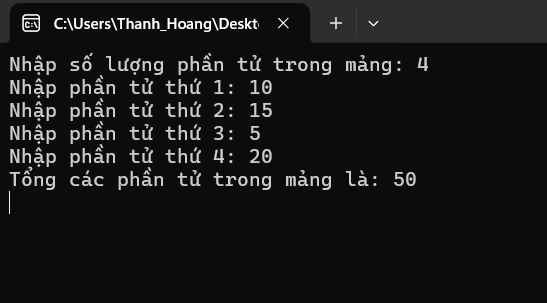 C:\Users\Thanh_Hoang\Deskt
Nhập số lượng phần tử trong mảng: 4
Nhập phần tử thứ 1: 10
Nhập phần tử thứ 2: 15
Nhập phần tử thứ 3: 5
Nhập phần tử thứ 4: 20
Tổng các phần tử trong mảng là: 50